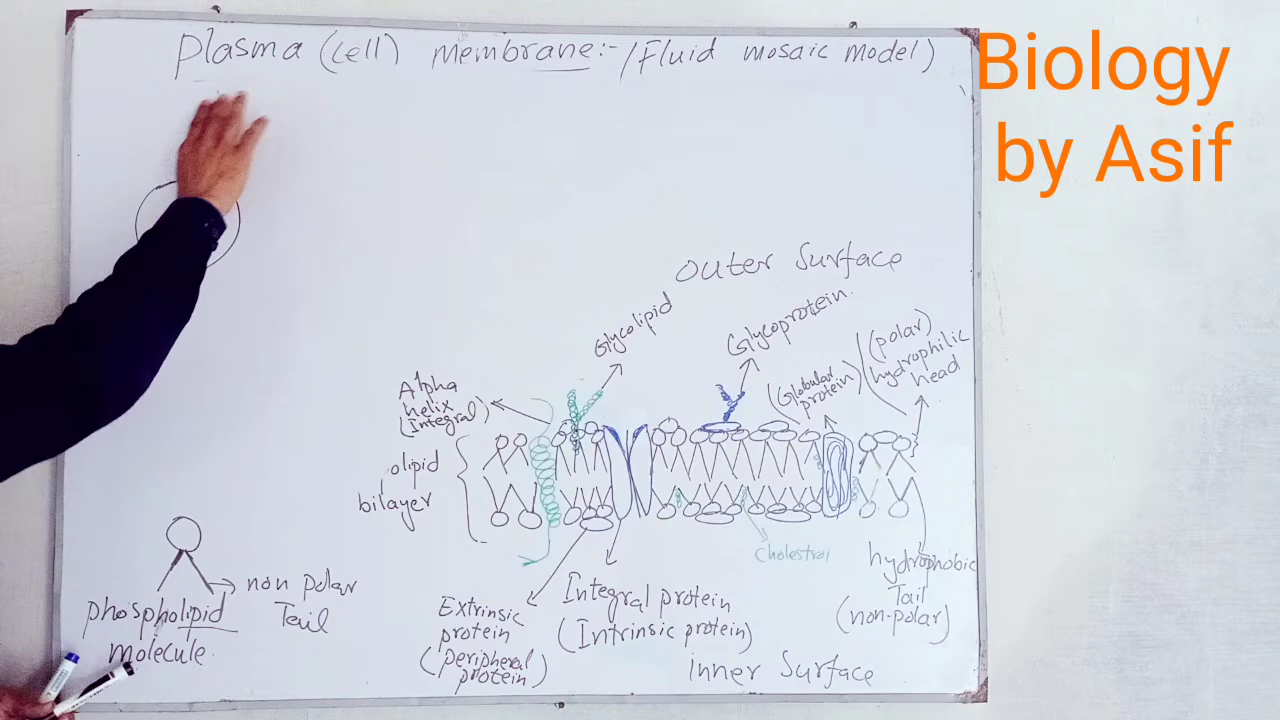 Plasma (cell) membrane:- /Fluid mosaic model)
Biology
by Asif
outer Surface
Glycolipid
Glycoprotein.
(polar)
hydrophilic
head
(Globular
protein)
Alpha
helix
(Integral)
olipid
bilayer
Cholestrol
hydrophobic
Tail
(non-polar)
non polar
Tail
phospholipid
molecule.
Extrinsic
protein
(peripheral
protein)
Integral protein
(Intrinsic protein)
inner Surface